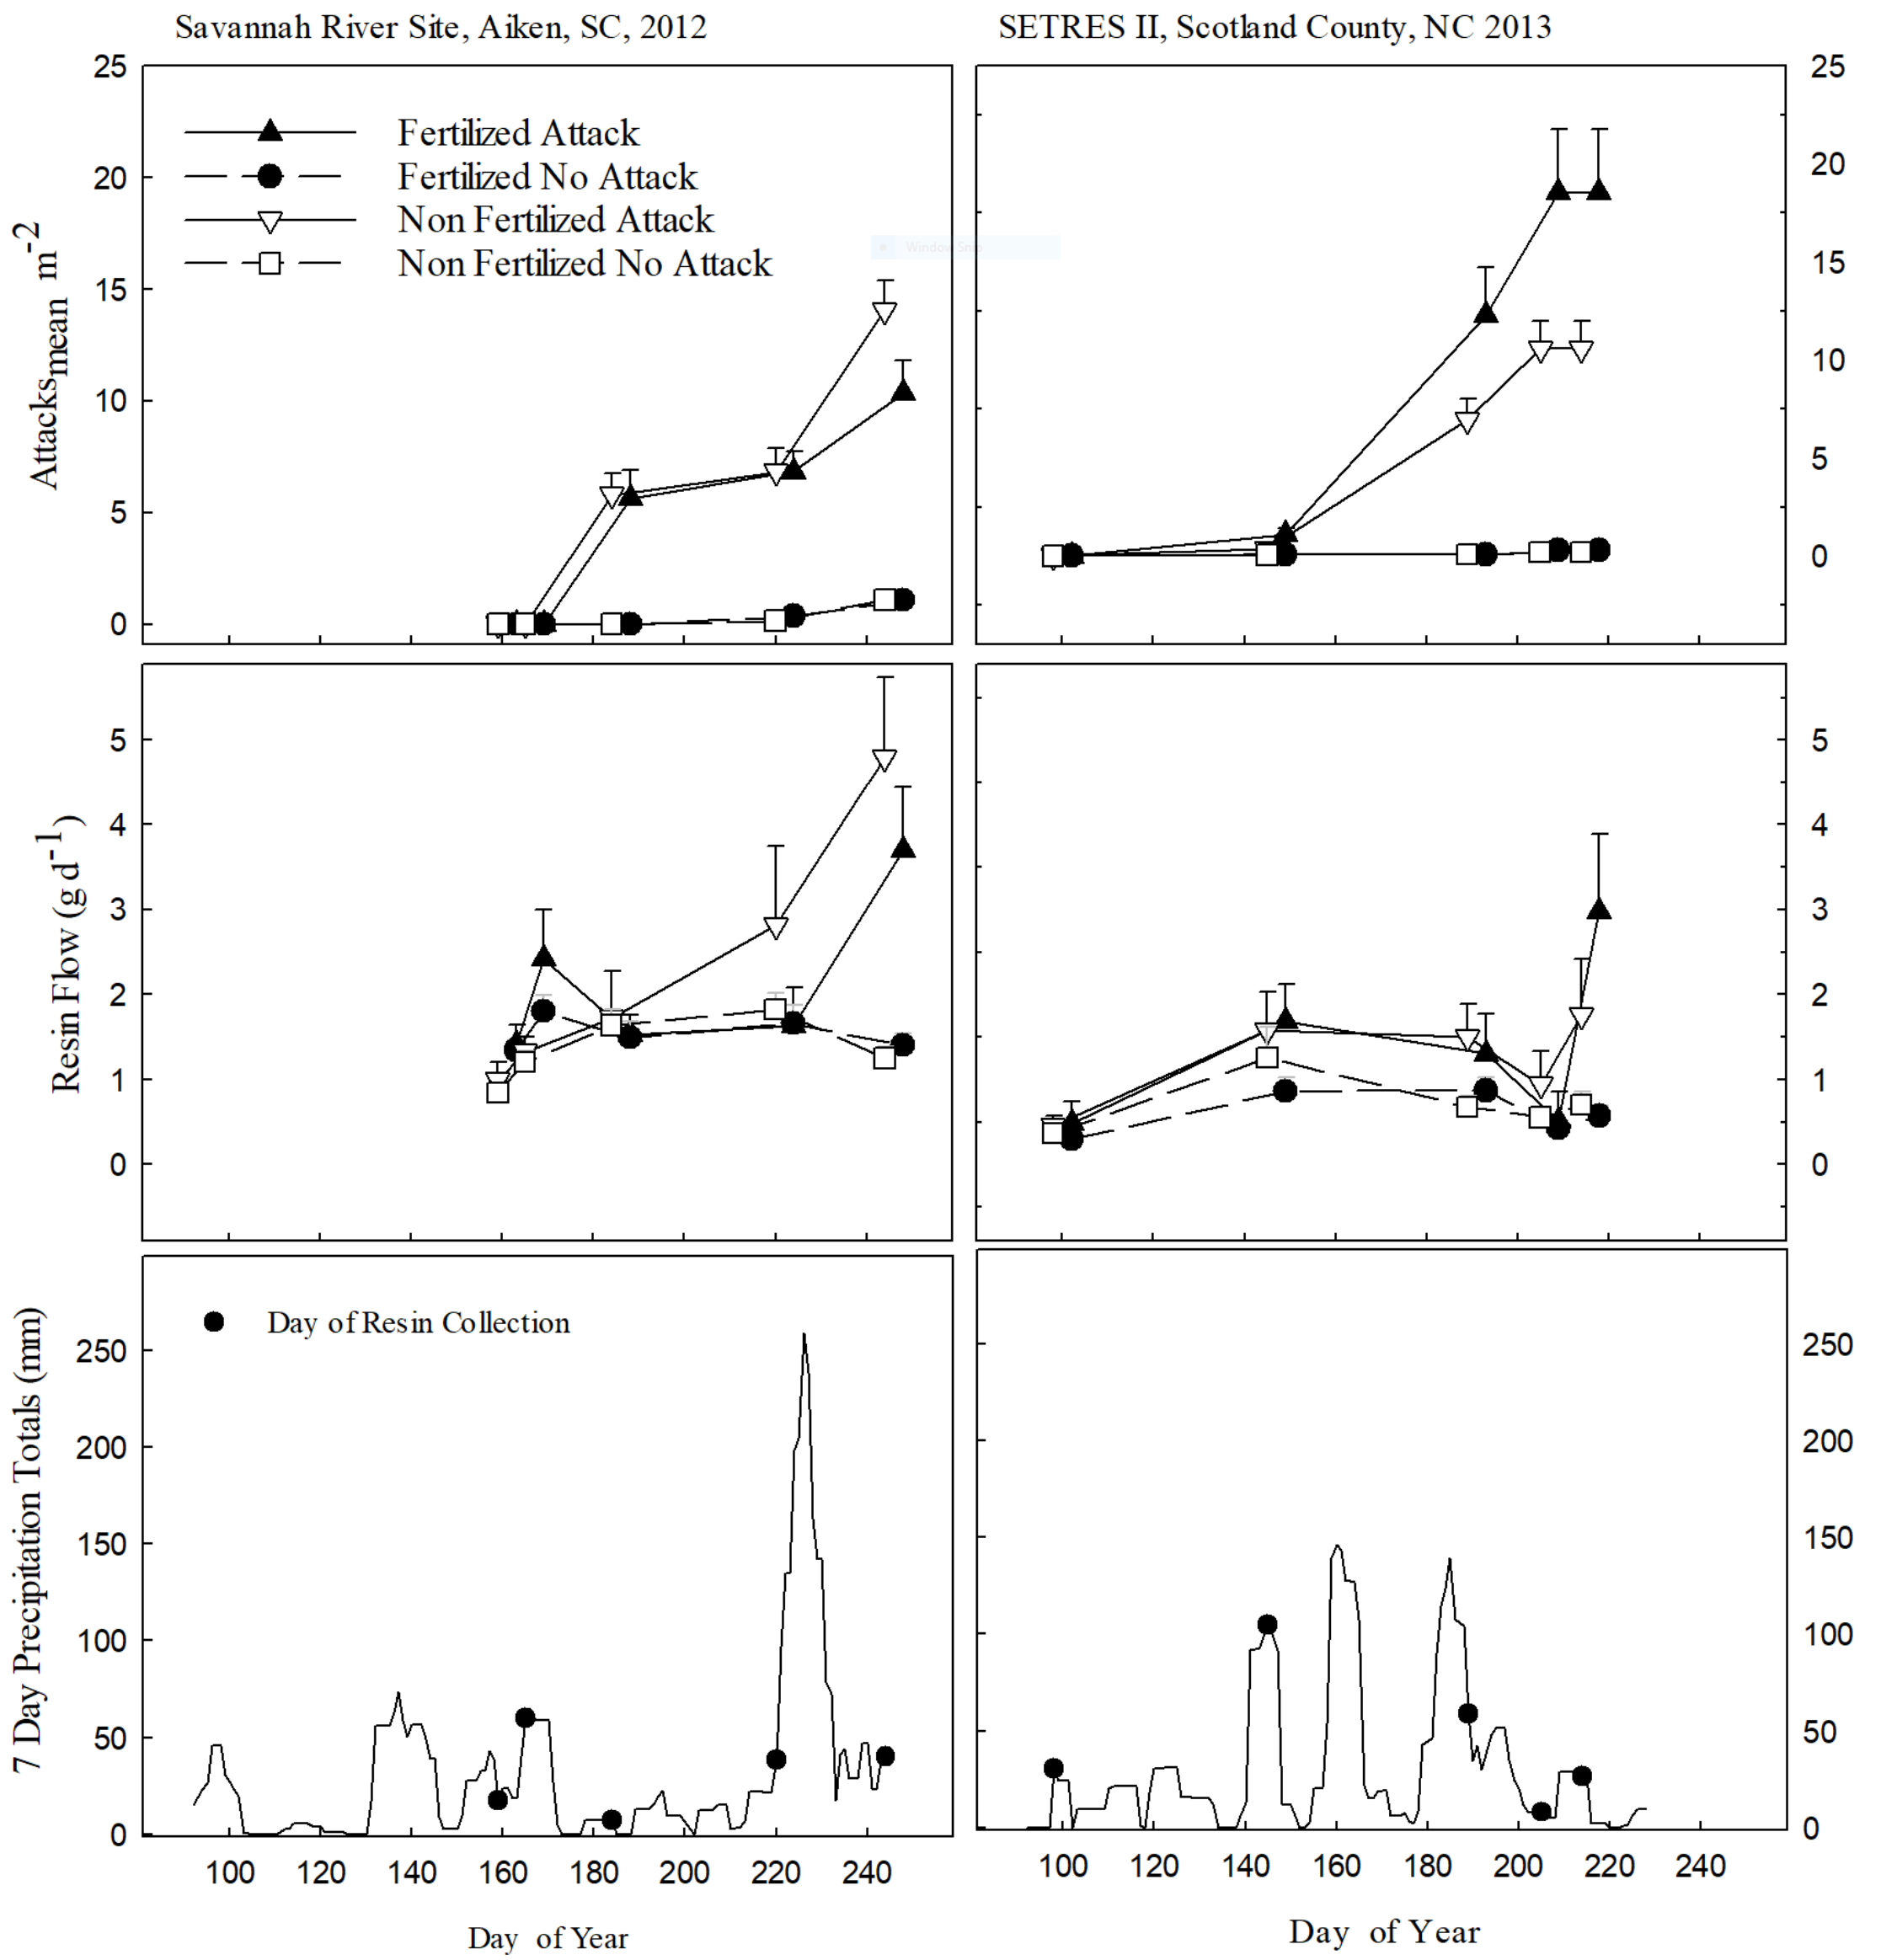 Savannah River Site, Aiken, SC, 2012
SETRES II, Scotland County, NC 2013
25
20
15
10
5
0
Attacksmean m-2
Fertilized Attack
Fertilized No Attack
Non Fertilized Attack
Non Fertilized No Attack
Window Snip
25
20
15
10
5
0
5
4
3
2
1
0
Resin Flow (g d-1)
5
4
3
2
1
0
250
200
150
100
50
0
7 Day Precipitation Totals (mm)
Day of Resin Collection
250
200
150
100
50
0
100 120 140 160 180 200 220 240
100 120 140 160 180 200 220 240
Day of Year
Day of Year